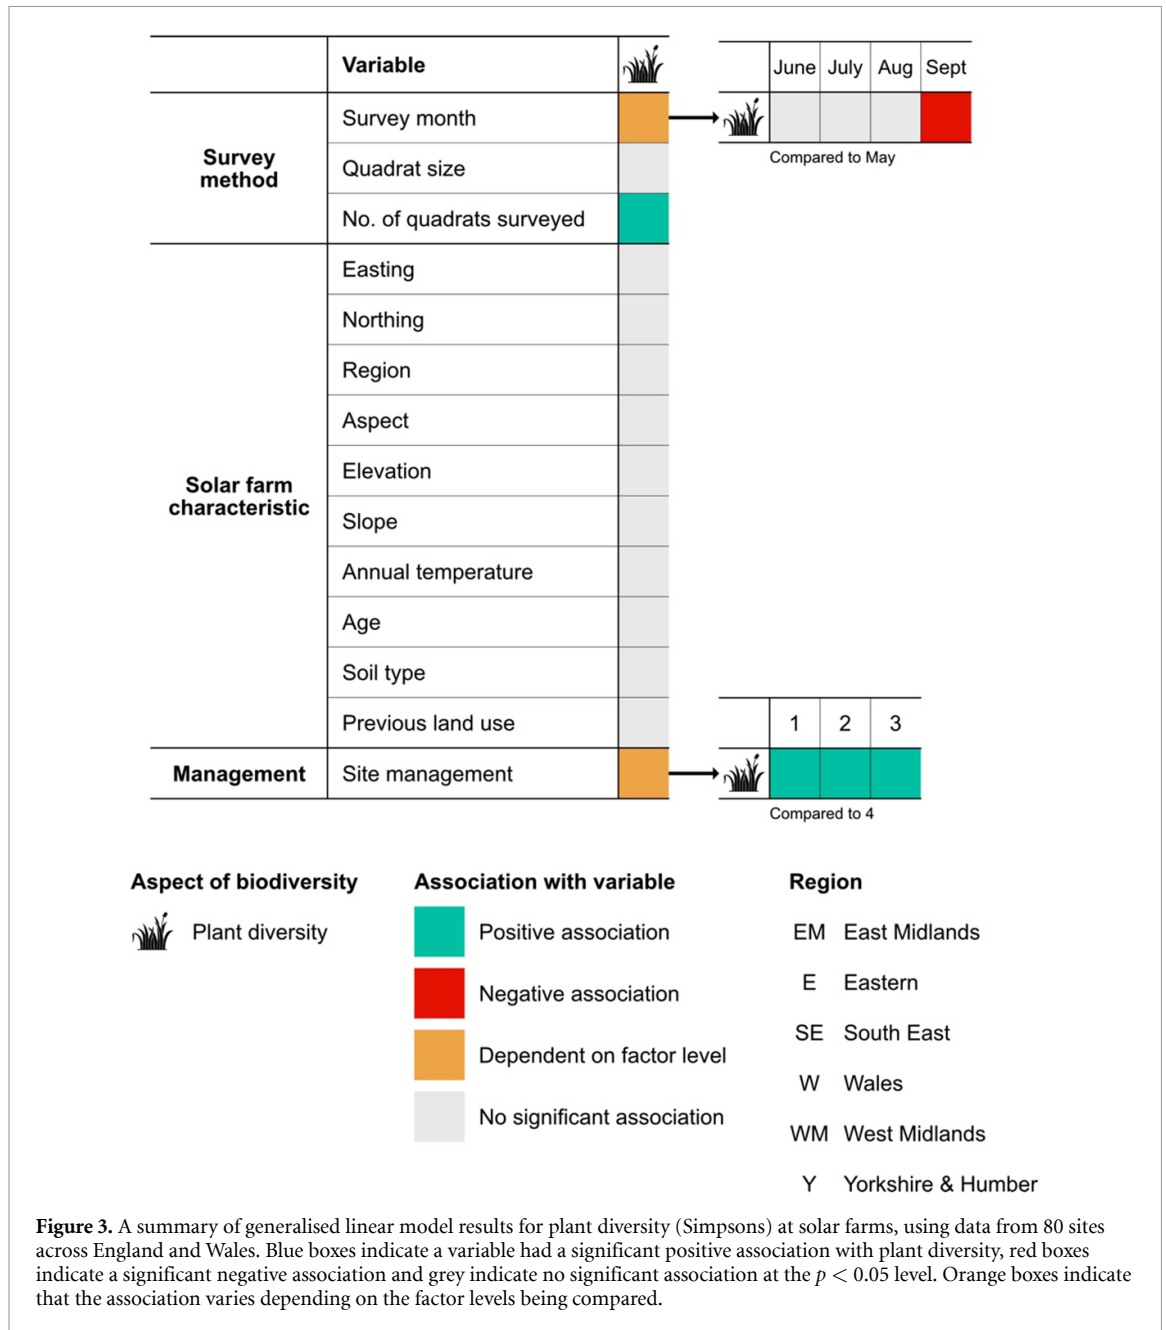 Variable
June July Aug Sept
Survey month
Compared to May
Survey
method
Quadrat size
No. of quadrats surveyed
Easting
Northing
Region
Aspect
Elevation
Solar farm
characteristic
Slope
Annual temperature
Age
Soil type
Previous land use
1 2 3
Management
Site management
Compared to 4
Aspect of biodiversity
Plant diversity
Association with variable
Positive association
Negative association
Dependent on factor level
No significant association
Region
EM East Midlands
E Eastern
SE South East
W Wales
WM West Midlands
Y Yorkshire & Humber
Figure 3. A summary of generalised linear model results for plant diversity (Simpsons) at solar farms, using data from 80 sites
across England and Wales. Blue boxes indicate a variable had a significant positive association with plant diversity, red boxes
indicate a significant negative association and grey indicate no significant association at the p < 0.05 level. Orange boxes indicate
that the association varies depending on the factor levels being compared.